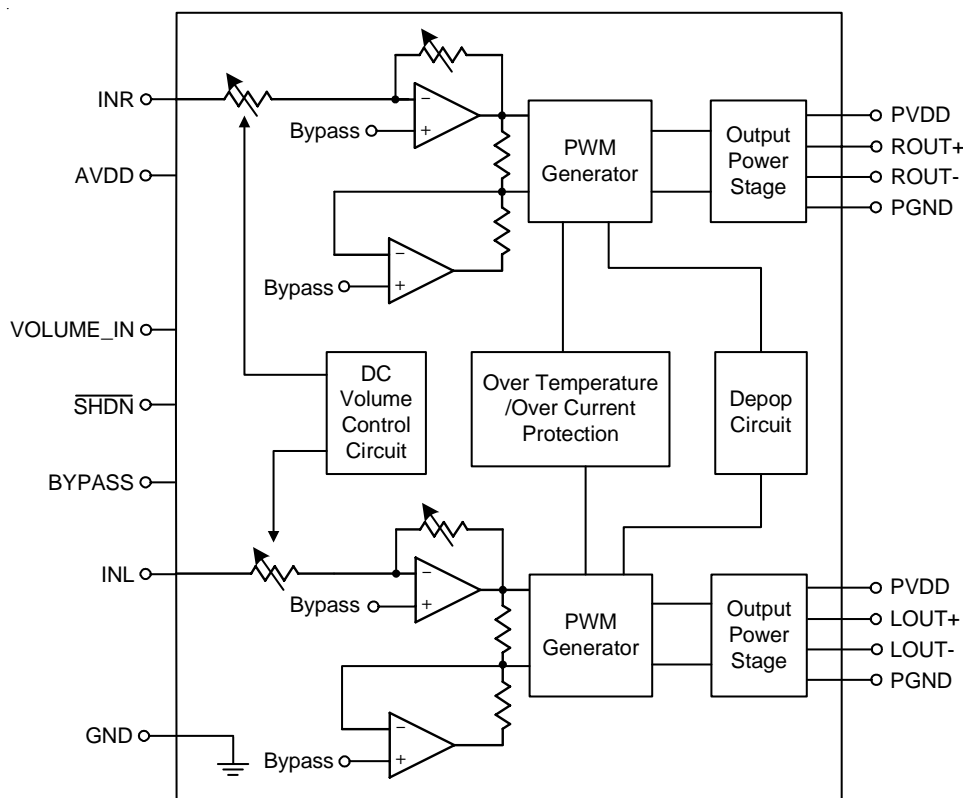 INR
Bypass
−
+
PWM
Generator
Output
Power
Stage
PVDD
ROUT+
ROUT-
PGND
AVDD
Bypass
−
+
VOLUME_IN
SHDN
BYPASS
DC
Volume
Control
Circuit
Over Temperature
/Over Current
Protection
Depop
Circuit
INL
Bypass
−
+
PWM
Generator
Output
Power
Stage
PVDD
LOUT+
LOUT-
PGND
GND
Bypass
−
+